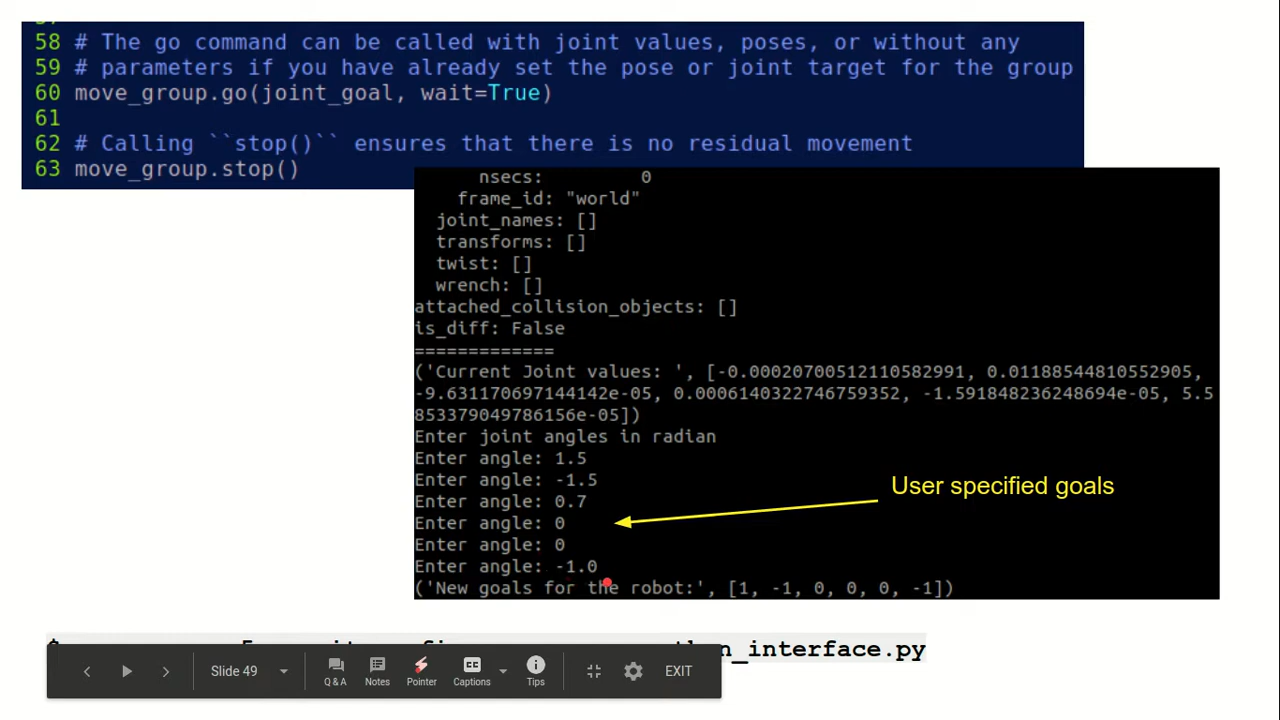 58 # The go command can be called with joint values, poses, or without any
59 # parameters if you have already set the pose or joint target for the group
60 move_group.go(joint_goal, wait=True)
61
62 # Calling ``stop()`` ensures that there is no residual movement
63 move_group.stop()
nsecs: 0
frame_id: "world"
joint_names: []
transforms: []
twist: []
wrench: []
attached_collision_objects: []
is_diff: False
=============
('Current Joint values: ', [-0.00020700512110582991, 0.01188544810552905,
-9.631170697144142e-05, 0.0006140322746759352, -1.591848236248694e-05, 5.5
853379049786156e-05])
Enter joint angles in radian
Enter angle: 1.5
Enter angle: -1.5
Enter angle: 0.7
Enter angle: 0
Enter angle: 0
Enter angle: -1.0
('New goals for the robot:', [1, -1, 0, 0, 0, -1])
User specified goals
_interface.py
Slide 49
Q & A
Notes
Pointer
CC
Captions
Tips
EXIT